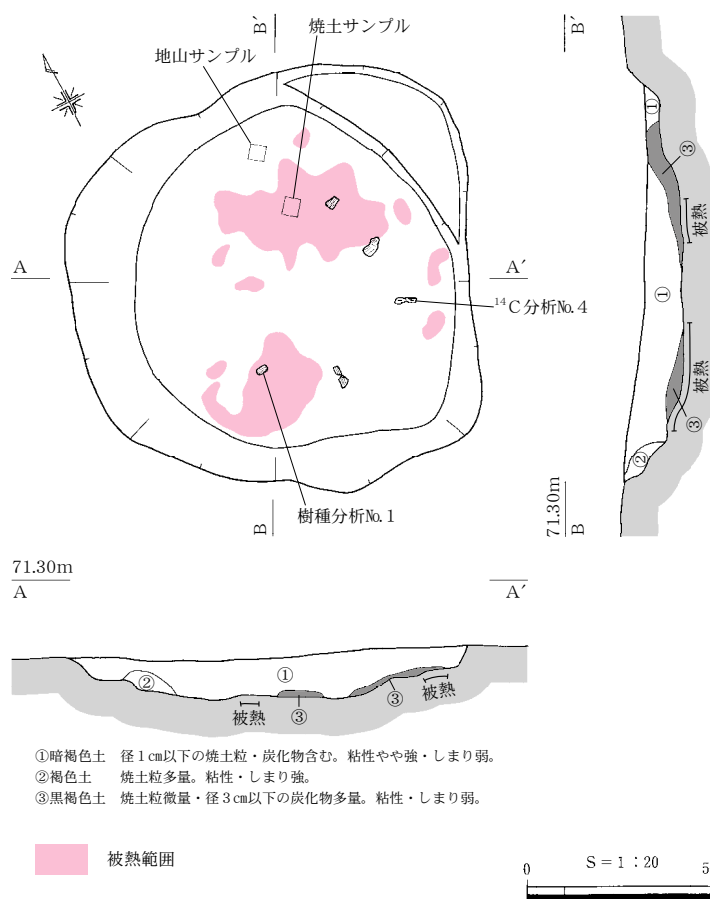 B′
焼土サンプル
地山サンプル
B′
①
③
被熱
A
A′
¹⁴C分析№4
①
被熱
③
②
樹種分析№1
B
71.30m
B
71.30m
A
A′
①
②
③
③
被熱
被熱
①暗褐色土 径1㎝以下の焼土粒・炭化物含む。粘性やや強・しまり弱。
②褐色土 焼土粒多量。粘性・しまり強。
③黒褐色土 焼土粒微量・径3㎝以下の炭化物多量。粘性・しまり弱。
被熱範囲
S=1:20
0
5